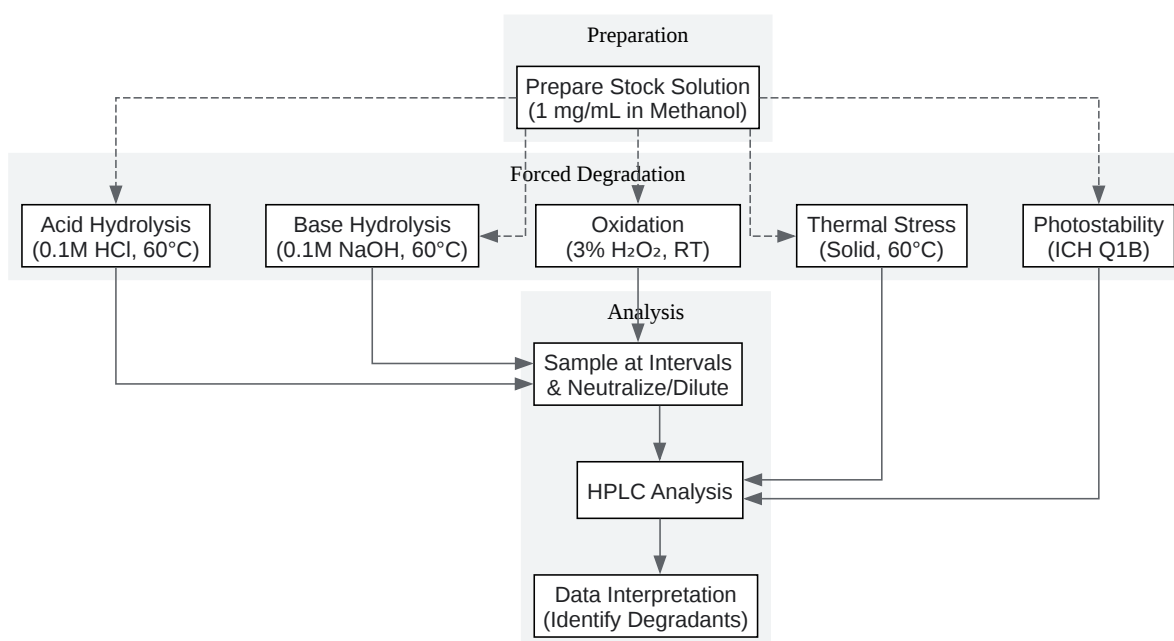 Preparation
Prepare Stock Solution
(1 mg/mL in Methanol)
Forced Degradation
Acid Hydrolysis
(0.1M HCl, 60°C)
Base Hydrolysis
(0.1M NaOH, 60°C)
Oxidation
(3% H₂O₂, RT)
Thermal Stress
(Solid, 60°C)
Photostability
(ICH Q1B)
Analysis
Sample at Intervals
& Neutralize/Dilute
HPLC Analysis
Data Interpretation
(Identify Degradants)